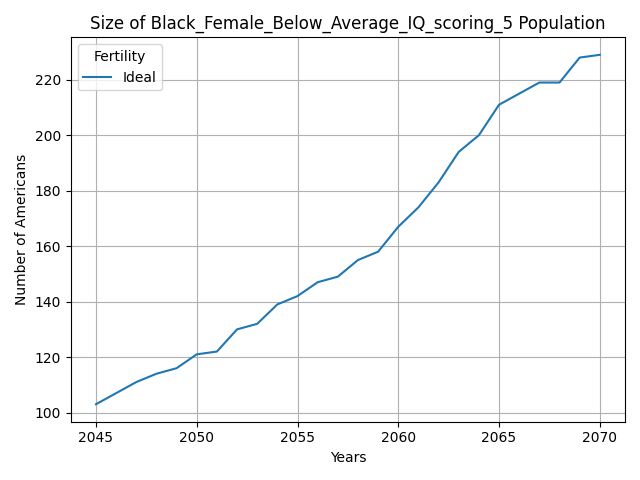 Size of Black_Female_Below_Average_IQ_scoring_5 Population
Fertility
Ideal
Number of Americans
220
200
180
160
140
120
100
2045 2050 2055 2060 2065 2070
Years